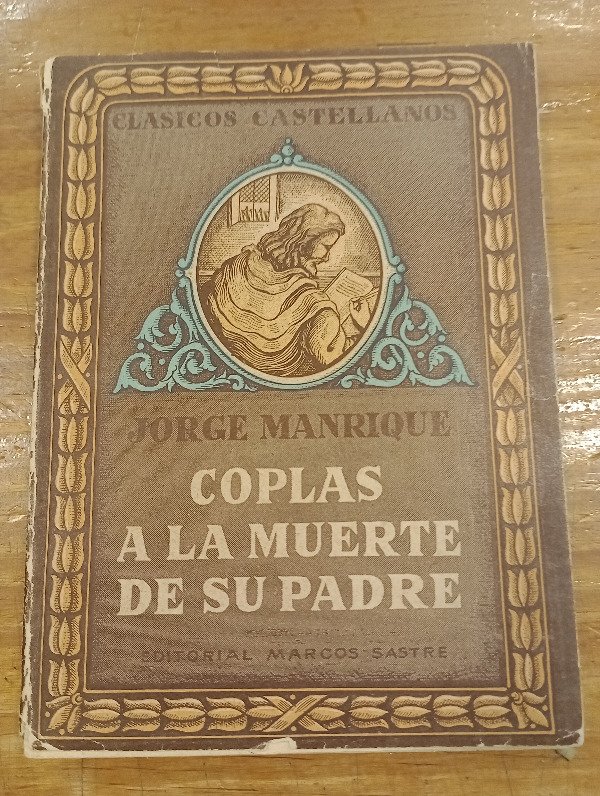 CLASICOS CASTELLANOS
JORGE MANRIQUE
COPLAS
A LA MUERTE
DE SU PADRE
EDITORIAL MARCOS SASTRE